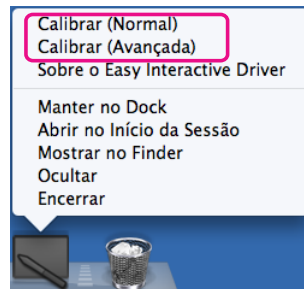 Calibrar (Normal)
Calibrar (Avançada)
Sobre o Easy Interactive Driver
Manter no Dock
Abrir no Início da Sessão
Mostrar no Finder
Ocultar
Encerrar